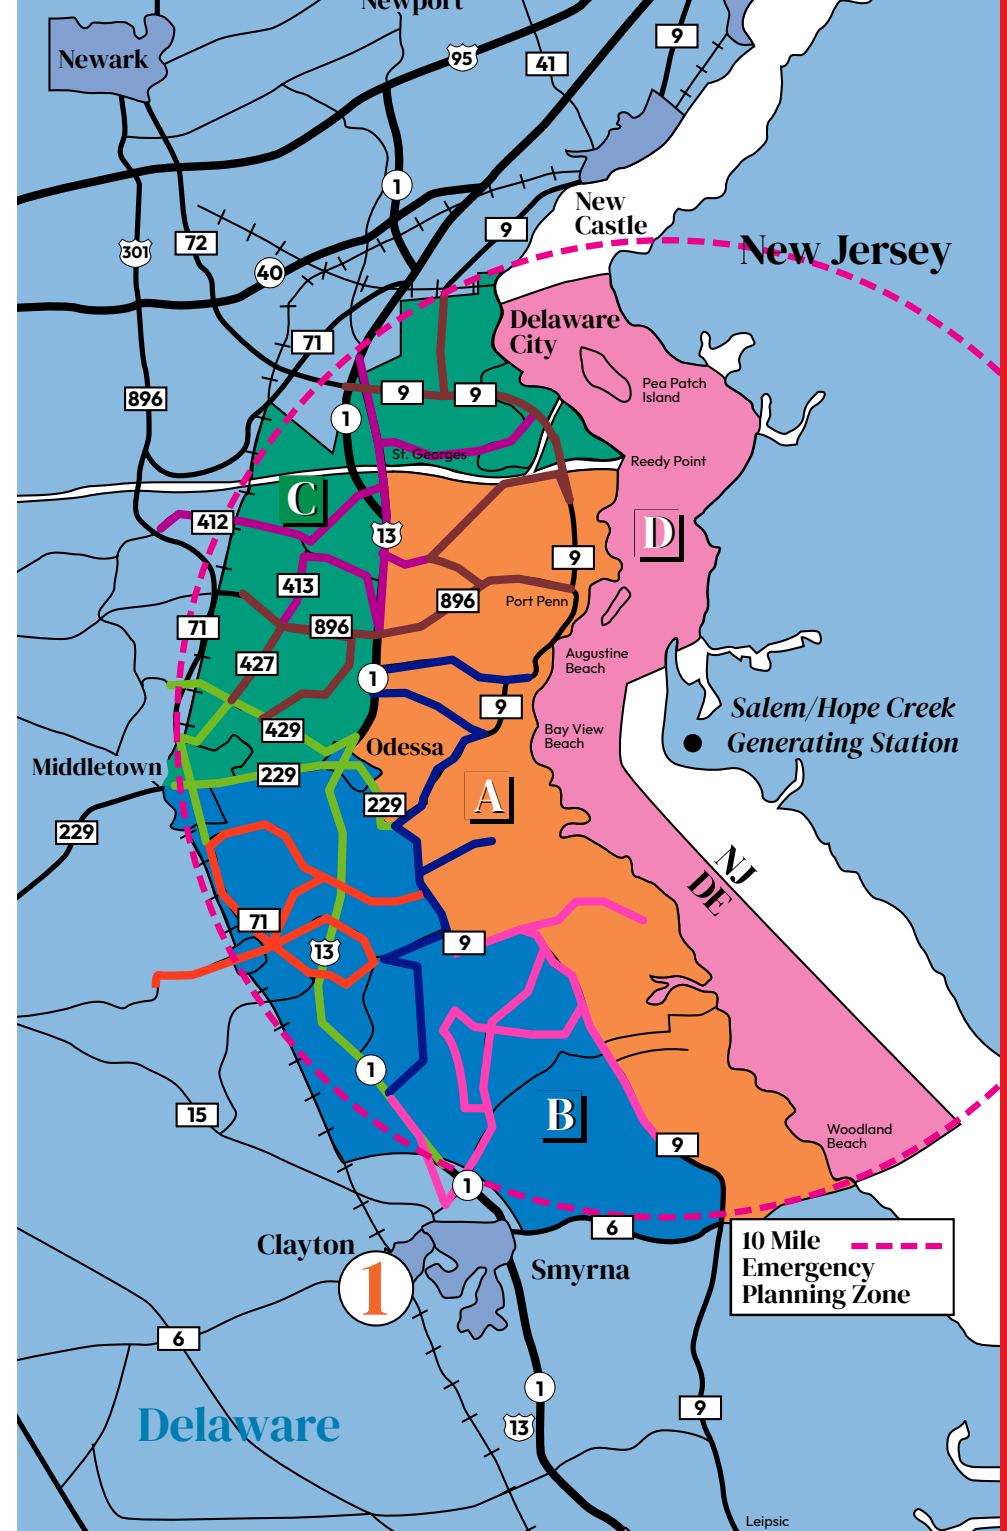 Newport
Newark
95
41
9
1
301
72
9
New
Castle
New Jersey
40
71
Delaware
City
Pea Patch
Island
896
9
9
1
St. Georges
Reedy Point
C
412
13
D
9
413
896
Port Penn
71
896
427
Augustine
Beach
1
9
Salem/Hope Creek
Generating Station
429
Bay View
Beach
Odessa
Middletown
229
229
A
229
NJ
DE
71
13
9
1
B
15
Woodland
Beach
9
1
6
Clayton
1
Smyrna
10 Mile
Emergency
Planning Zone
6
1
13
9
Delaware
Leipsic